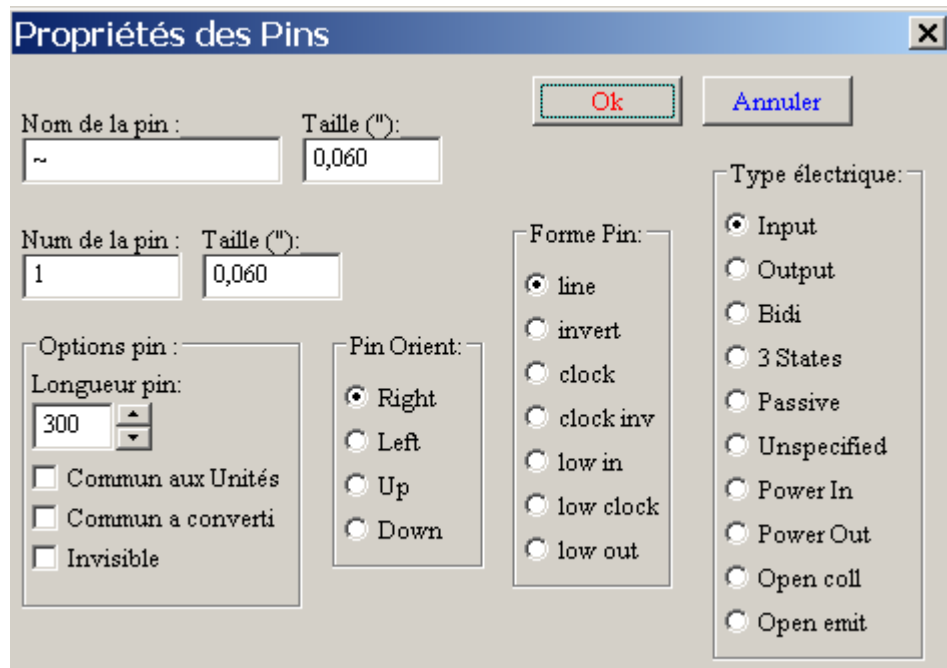 Propriétés des Pins
Ok
Annuler
Nom de la pin :
Taille ("):
~
0,060
Num de la pin :
Taille ("):
1
0,060
Options pin :
Longueur pin:
300
Commun aux Unités
Commun a converti
Invisible
Pin Orient:
Right
Left
Up
Down
Forme Pin:
line
invert
clock
clock inv
low in
low clock
low out
Type électrique:
Input
Output
Bidi
3 States
Passive
Unspecified
Power In
Power Out
Open coll
Open emit